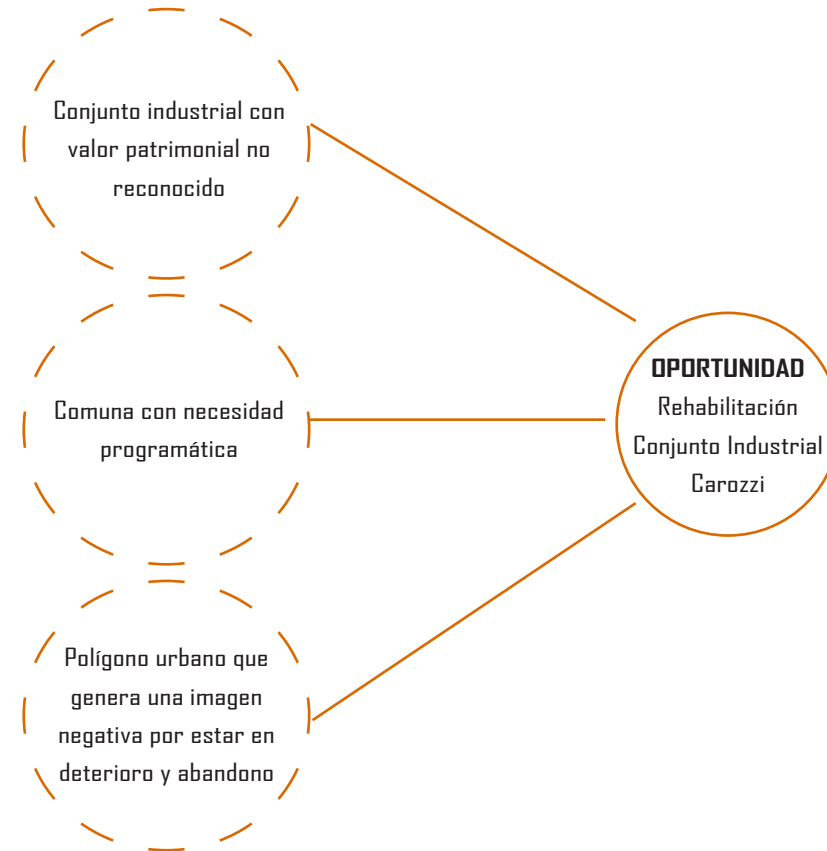 Conjunto industrial con
valor patrimonial no
reconocido
Comuna con necesidad
programática
Polígono urbano que
genera una imagen
negativa por estar en
deterioro y abandono
OPORTUNIDAD
Rehabilitación
Conjunto Industrial
Carozzi